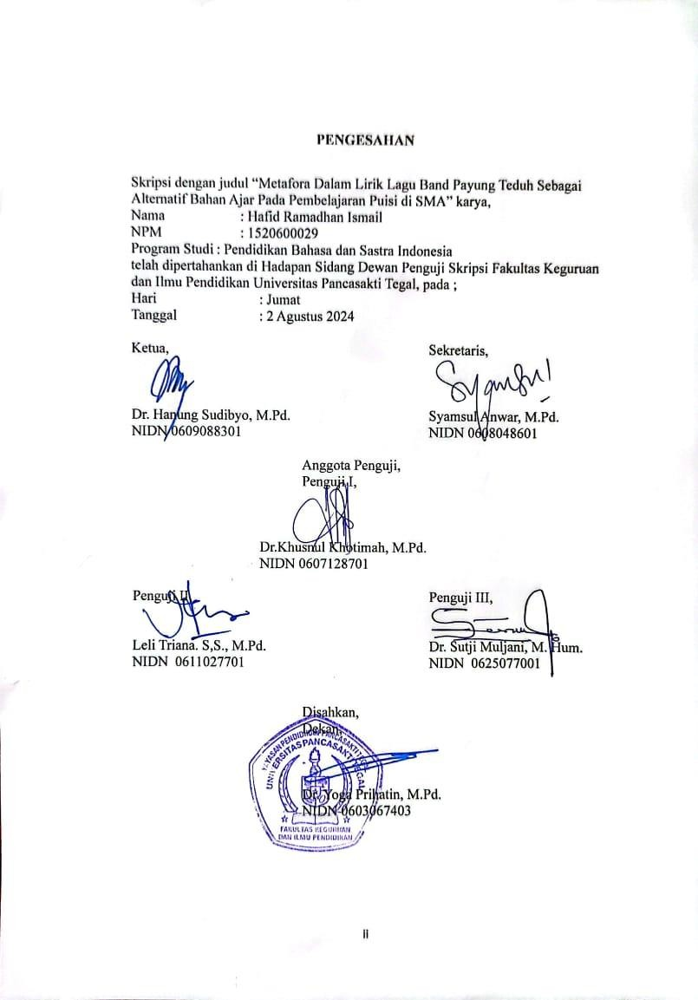 PENGESAHAN
Skripsi dengan judul “Metafora Dalam Lirik Lagu Band Payung Teduh Sebagai
Alternatif Bahan Ajar Pada Pembelajaran Puisi di SMA” karya,
Nama : Hafid Ramadhan Ismail
NPM : 1520600029
Program Studi : Pendidikan Bahasa dan Sastra Indonesia
telah dipertahankan di Hadapan Sidang Dewan Penguji Skripsi Fakultas Keguruan
dan Ilmu Pendidikan Universitas Pancasakti Tegal, pada ;
Hari : Jumat
Tanggal : 2 Agustus 2024
Ketua,
Dr. Hanung Sudibyo, M.Pd.
NIDN 0609088301
Sekretaris,
Syamsul Anwar, M.Pd.
NIDN 0608048601
Anggota Penguji,
Penguji I,
Dr.Khusnul Khotimah, M.Pd.
NIDN 0607128701
Penguji II
Leli Triana. S,S., M.Pd.
NIDN 0611027701
Penguji III,
Dr. Sutji Muljani, M. Hum.
NIDN 0625077001
Disahkan,
Dekan,
YAYASAN PENDIDIKAN PANCASAKTI
UNIVERSITAS PANCASAKTI TEGAL
Dr. Yoga Prihatin, M.Pd.
NIDN 0603067403
FAKULTAS KEGURUAN
DAN ILMU PENDIDIKAN
ii